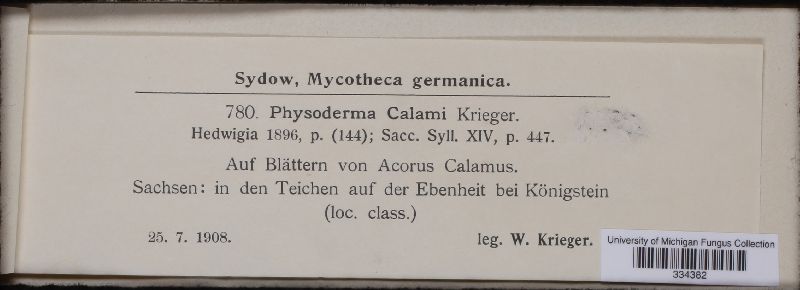 Sydow, Mycotheca germanica.
780. Physoderma Calami Krieger.
Hedwigia 1896, p. (144); Sacc. Syll. XIV, p. 447.
Auf Blättern von Acorus Calamus.
Sachsen: in den Teichen auf der Ebenheit bei Königstein
(loc. class.)
25. 7. 1908. leg. W. Krieger.
University of Michigan Fungus Collection
334382